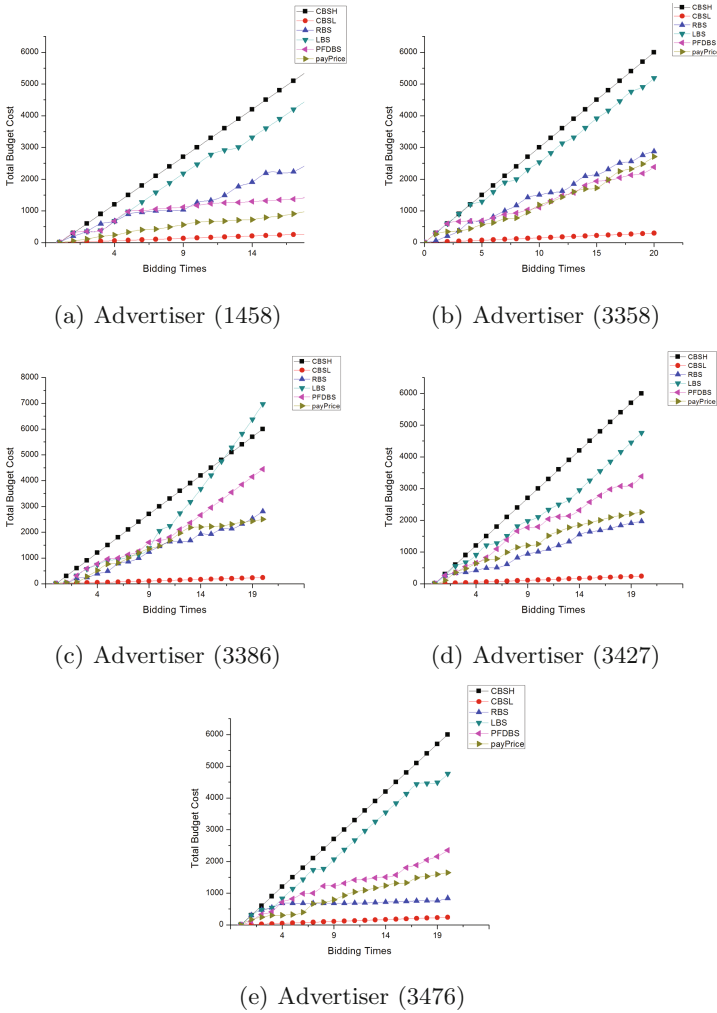 CBSH
CBSL
RBS
LBS
PFDBS
payPrice
Total Budget Cost
6000
5000
4000
3000
2000
1000
0
4 9 14
Bidding Times
(a) Advertiser (1458)
CBSH
CBSL
RBS
LBS
PFDBS
payPrice
Total Budget Cost
6000
5000
4000
3000
2000
1000
0
0 5 10 15 20
Bidding Times
(b) Advertiser (3358)
CBSH
CBSL
RBS
LBS
PFDBS
payPrice
Total Budget Cost
8000
7000
6000
5000
4000
3000
2000
1000
0
4 9 14 19
Bidding Times
(c) Advertiser (3386)
CBSH
CBSL
RBS
LBS
PFDBS
payPrice
Total Budget Cost
6000
5000
4000
3000
2000
1000
0
4 9 14 19
Bidding Times
(d) Advertiser (3427)
CBSH
CBSL
RBS
LBS
PFDBS
payPrice
Total Budget Cost
6000
5000
4000
3000
2000
1000
0
4 9 14 19
Bidding Times
(e) Advertiser (3476)